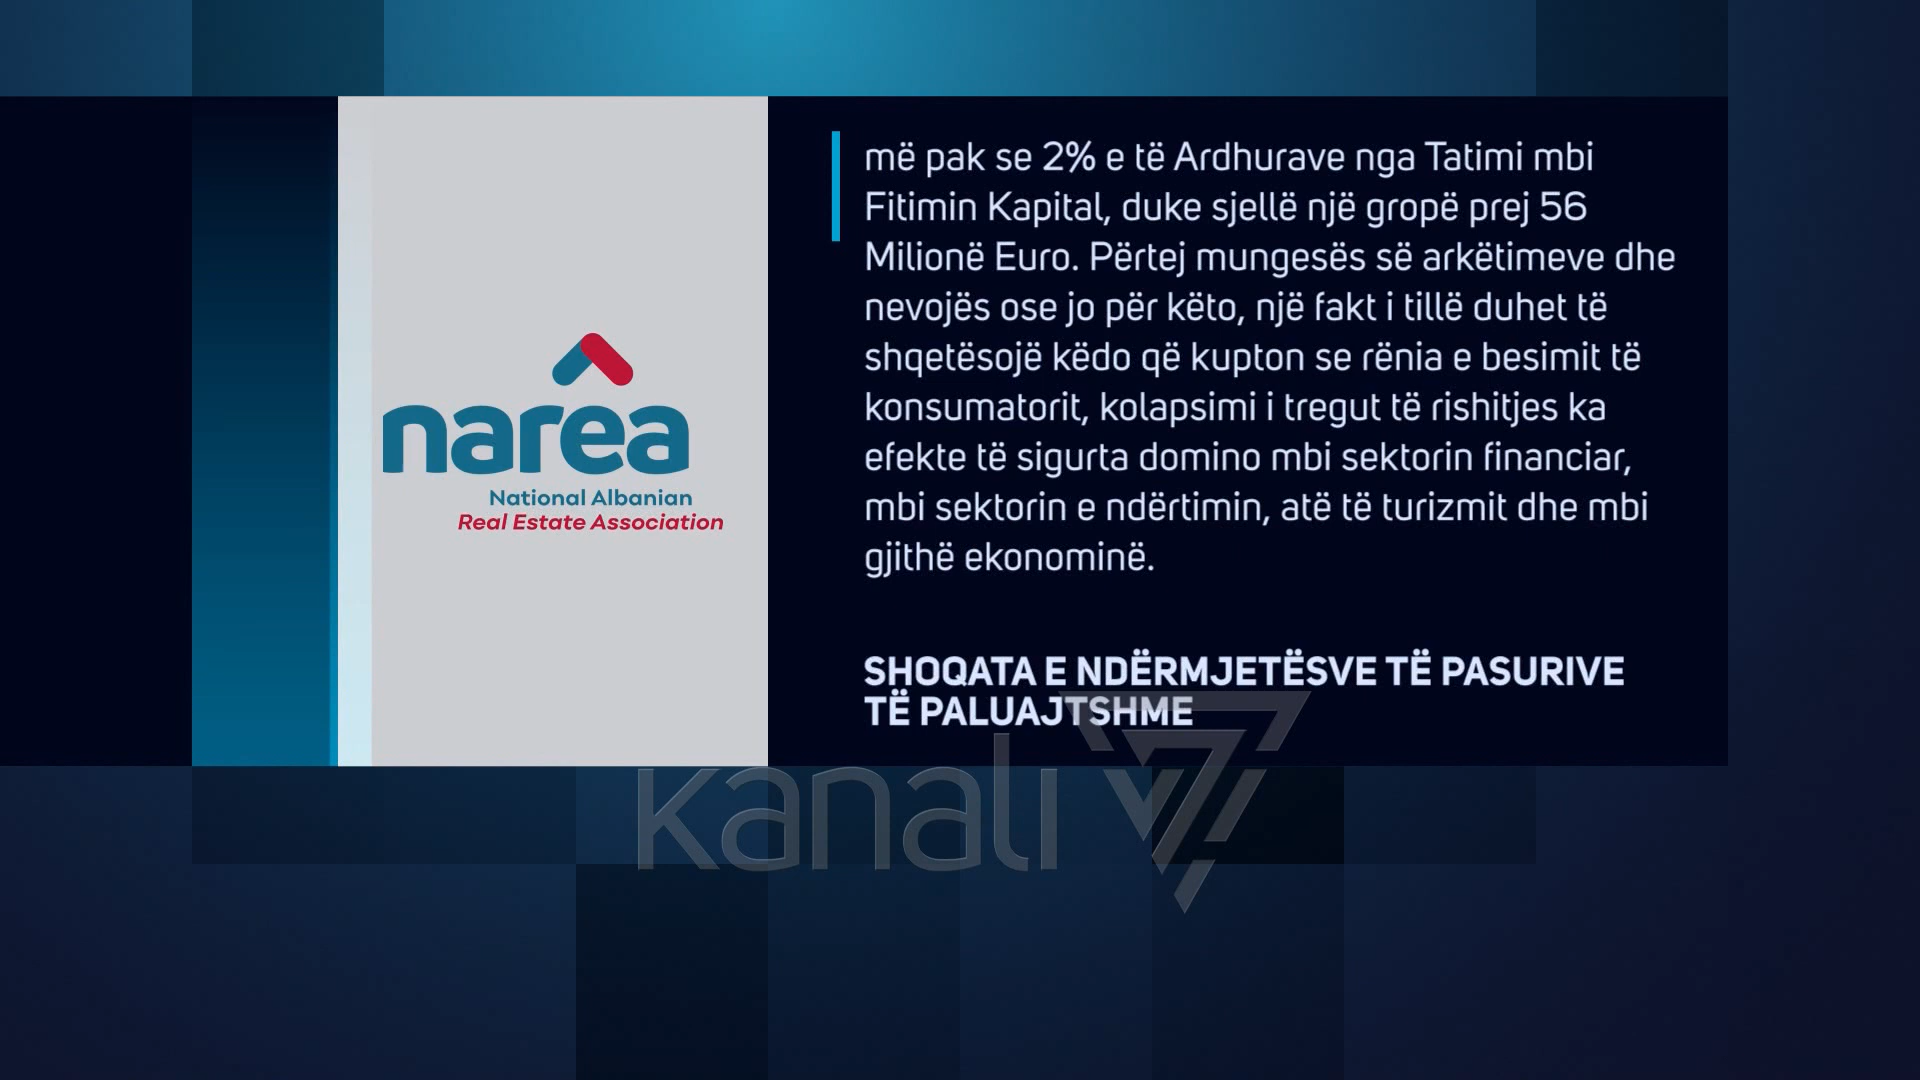 narea
National Albanian
Real Estate Association
më pak se 2% e të Ardhurave nga Tatimi mbi
Fitimin Kapital, duke sjellë një gropë prej 56
Milionë Euro. Përtej mungesës së arkëtimeve dhe
nevojës ose jo për këto, një fakt i tillë duhet të
shqetësojë këdo që kupton se rënia e besimit të
konsumatorit, kolapsimi i tregut të rishitjes ka
efekte të sigurta domino mbi sektorin financiar,
mbi sektorin e ndërtimin, atë të turizmit dhe mbi
gjithë ekonominë.
SHOQATA E NDËRMJETËSVE TË PASURIVE
TË PALUAJTSHME
kanali 7